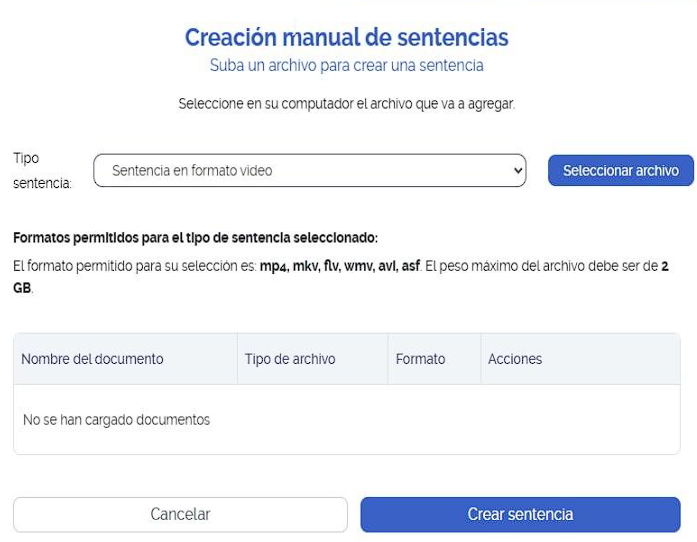 Creación manual de sentencias
Suba un archivo para crear una sentencia
Seleccione en su computador el archivo que va a agregar.
Tipo
sentencia:
Sentencia en formato video
Seleccionar archivo
Formatos permitidos para el tipo de sentencia seleccionado:
El formato permitido para su selección es: mp4, mkv, flv, wmv, avi, asf. El peso máximo del archivo debe ser de 2
GB.
Nombre del documento Tipo de archivo Formato Acciones
No se han cargado documentos
Cancelar Crear sentencia